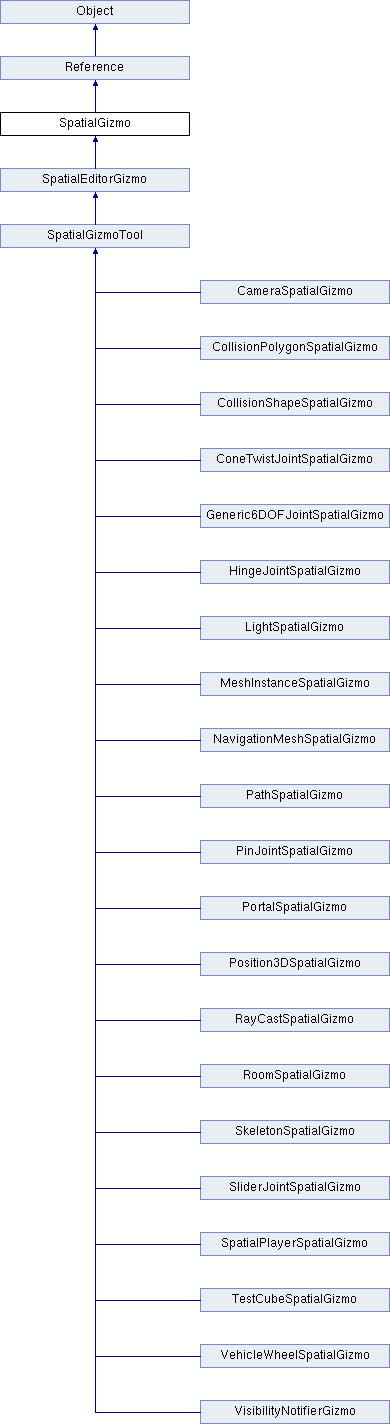 Object
Reference
SpatialGizmo
SpatialEditorGizmo
SpatialGizmoTool
CameraSpatialGizmo
CollisionPolygonSpatialGizmo
CollisionShapeSpatialGizmo
ConeTwistJointSpatialGizmo
Generic6DOFJointSpatialGizmo
HingeJointSpatialGizmo
LightSpatialGizmo
MeshInstanceSpatialGizmo
NavigationMeshSpatialGizmo
PathSpatialGizmo
PinJointSpatialGizmo
PortalSpatialGizmo
Position3DSpatialGizmo
RayCastSpatialGizmo
RoomSpatialGizmo
SkeletonSpatialGizmo
SliderJointSpatialGizmo
SpatialPlayerSpatialGizmo
TestCubeSpatialGizmo
VehicleWheelSpatialGizmo
VisibilityNotifierGizmo